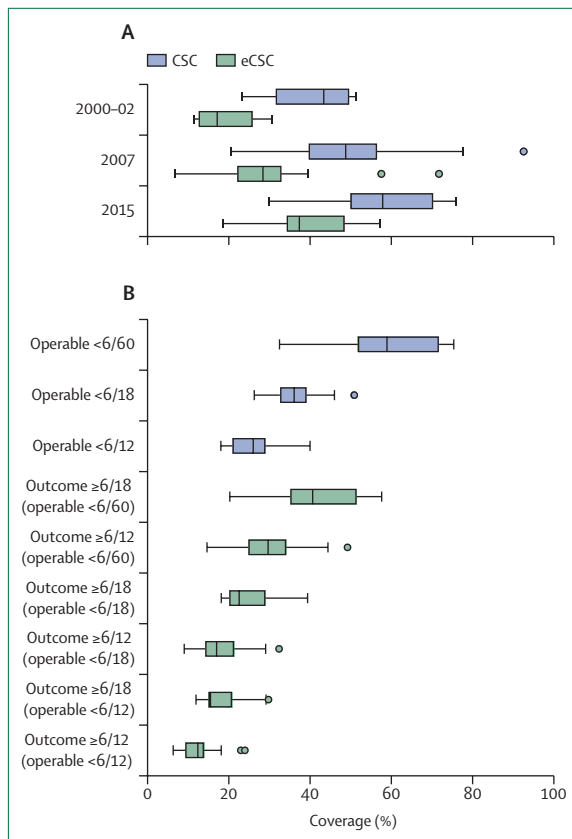 A
CSC eCSC
2000–02
2007
2015
B
Operable <6/60
Operable <6/18
Operable <6/12
Outcome ≥6/18
(operable <6/60)
Outcome ≥6/12
(operable <6/60)
Outcome ≥6/18
(operable <6/18)
Outcome ≥6/12
(operable <6/18)
Outcome ≥6/18
(operable <6/12)
Outcome ≥6/12
(operable <6/12)
0 20 40 60 80 100
Coverage (%)